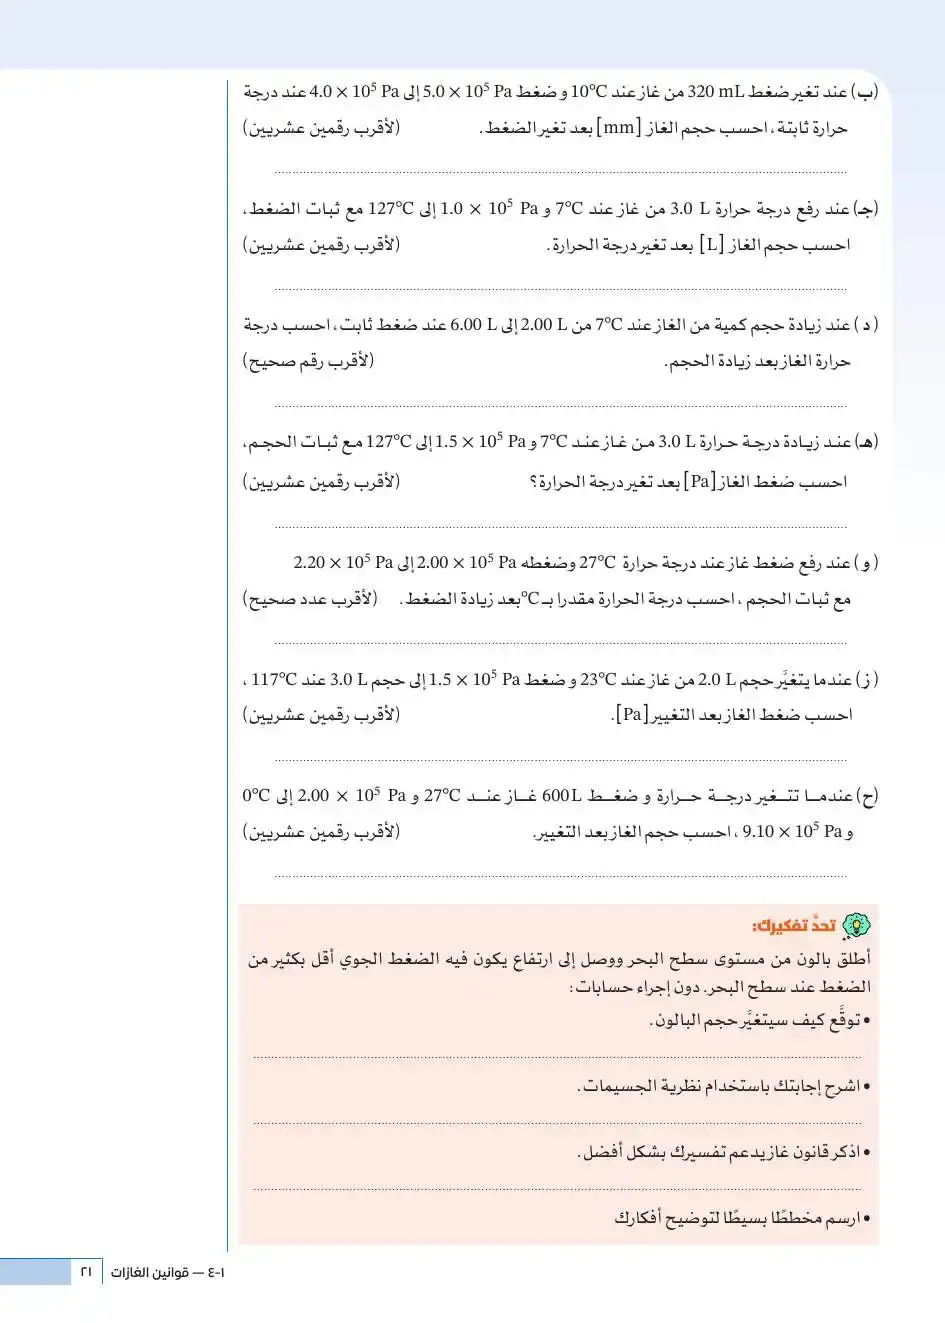 (ب) عند تغير ضغط 320 mL من غاز عند 10°C و ضغط 5.0 × 10⁵ Pa إلى 4.0 × 10⁵ Pa عند درجة
حرارة ثابتة ، احسب حجم الغاز [mm] بعد تغير الضغط. (لأقرب رقمين عشريين)
(جـ) عند رفع درجة حرارة 3.0 L من غاز عند 7°C و 1.0 × 10⁵ Pa إلى 127°C مع ثبات الضغط،
احسب حجم الغاز [L] بعد تغير درجة الحرارة. (لأقرب رقمين عشريين)
(د) عند زيادة حجم كمية من الغاز عند 7°C من 2.00 L إلى 6.00 L عند ضغط ثابت، احسب درجة
حرارة الغاز بعد زيادة الحجم. (لأقرب رقم صحيح)
(هـ) عند زيادة درجة حرارة 3.0 L من غاز عند 7°C و 1.5 × 10⁵ Pa إلى 127°C مع ثبات الحجم،
احسب ضغط الغاز [Pa] بعد تغير درجة الحرارة؟ (لأقرب رقمين عشريين)
(و) عند رفع ضغط غاز عند درجة حرارة 27°C وضغطه 2.00 × 10⁵ Pa إلى 2.20 × 10⁵ Pa
مع ثبات الحجم ، احسب درجة الحرارة مقدرا بـ °C بعد زيادة الضغط. (لأقرب عدد صحيح)
(ز) عندما يتغيَّر حجم 2.0 L من غاز عند 23°C و ضغط 1.5 × 10⁵ Pa إلى حجم 3.0 L عند 117°C ،
احسب ضغط الغاز بعد التغيير [Pa]. (لأقرب رقمين عشريين)
(ح) عندما تتغير درجة حرارة و ضغط 600 L غاز عند 27°C و 2.00 × 10⁵ Pa إلى 0°C
و 9.10 × 10⁵ Pa ، احسب حجم الغاز بعد التغيير. (لأقرب رقمين عشريين)
تحدَّ تفكيرك:
أطلق بالون من مستوى سطح البحر ووصل إلى ارتفاع يكون فيه الضغط الجوي أقل بكثير من
الضغط عند سطح البحر. دون إجراء حسابات:
• توقَّع كيف سيتغيَّر حجم البالون.
• اشرح إجابتك باستخدام نظرية الجسيمات.
• اذكر قانون غاز يدعم تفسيرك بشكل أفضل.
• ارسم مخططًا بسيطًا لتوضيح أفكارك
١-٤ — قوانين الغازات ٢١